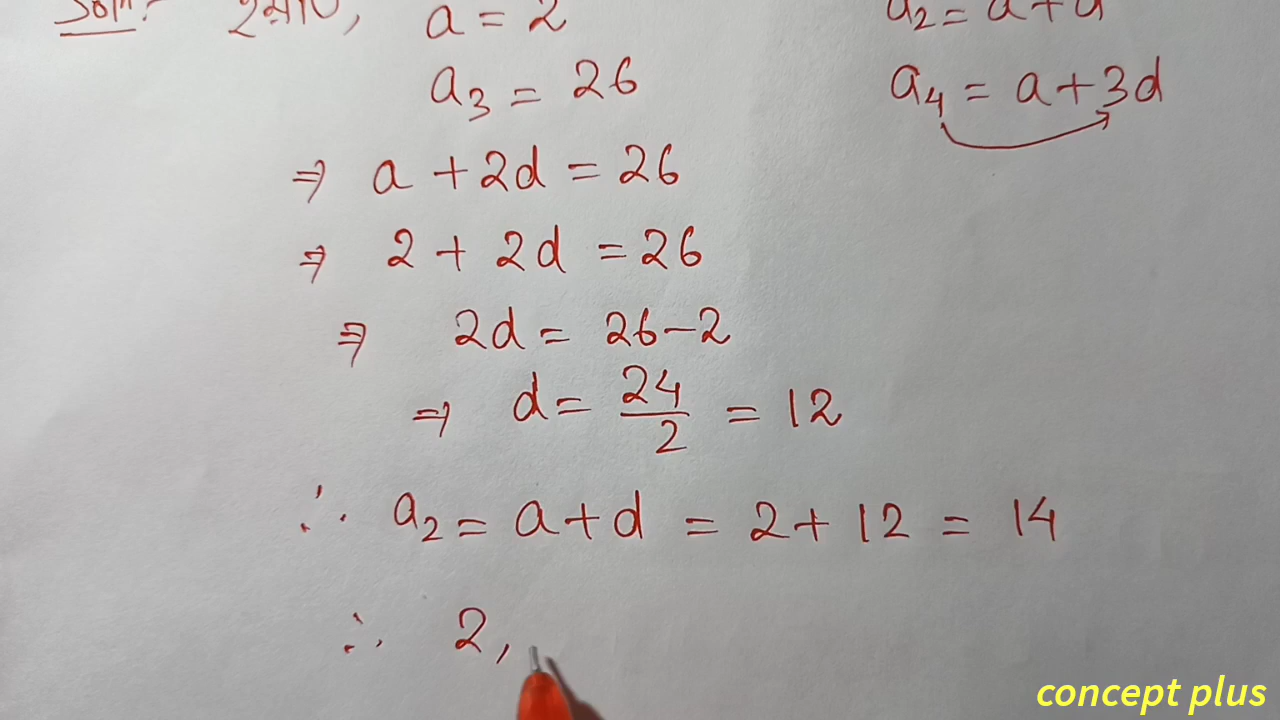 Soln:
a = 2
a₂ = a + d
a₃ = 26
a₄ = a + 3d
⇒ a + 2d = 26
⇒ 2 + 2d = 26
⇒ 2d = 26 - 2
⇒ d = 24/2 = 12
∴ a₂ = a + d = 2 + 12 = 14
∴ 2,
concept plus